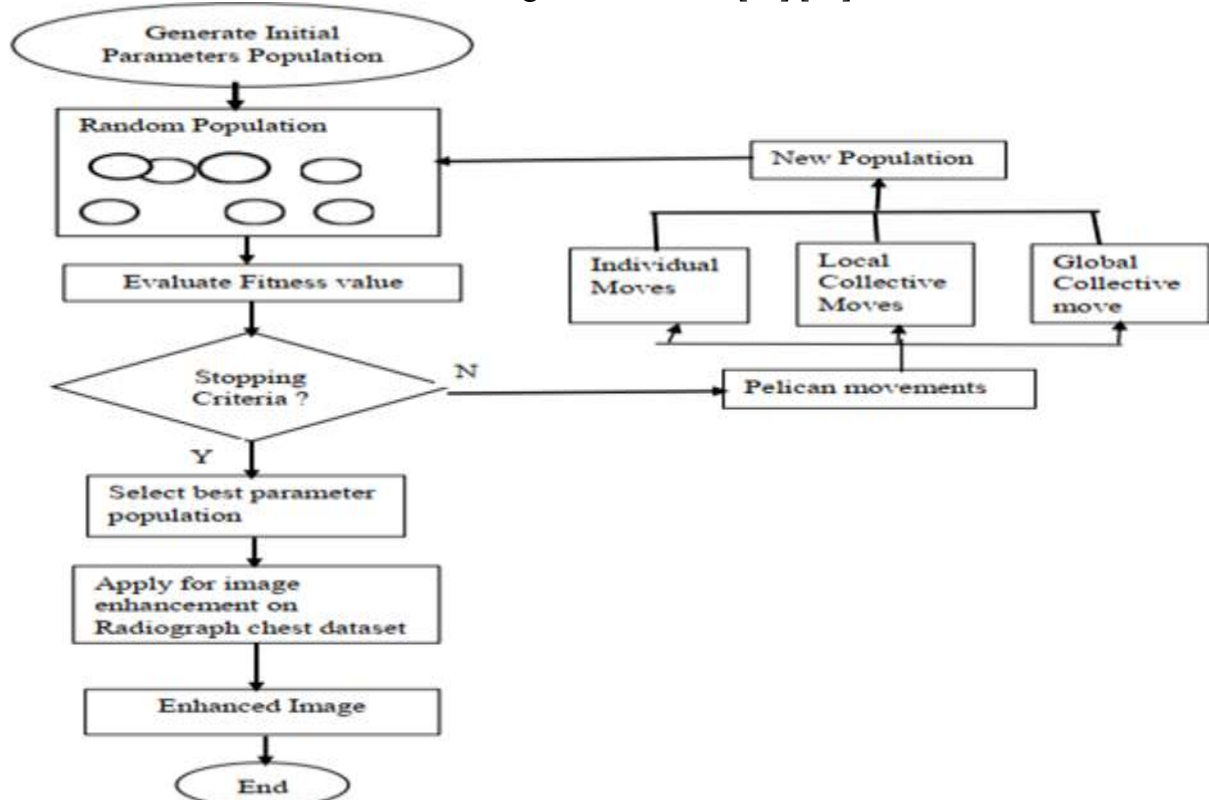 Generate Initial
Parameters Population
Random Population
New Population
Individual
Moves
Local
Collective
Moves
Global
Collective
move
Evaluate Fitness value
Stopping
Criteria ?
N
Pelican movements
Y
Select best parameter
population
Apply for image
enhancement on
Radiograph chest dataset
Enhanced Image
End